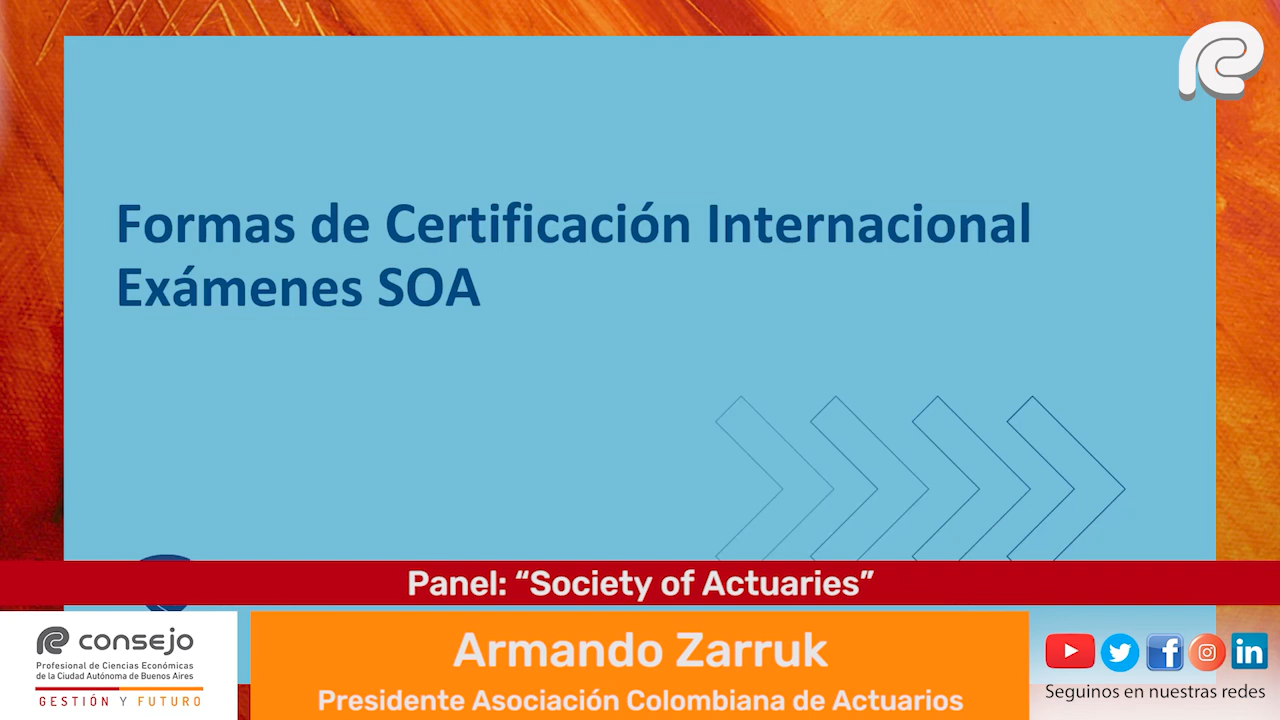 Formas de Certificación Internacional
Exámenes SOA
Panel: “Society of Actuaries”
consejo
Profesional de Ciencias Económicas
de la Ciudad Autónoma de Buenos Aires
GESTIÓN Y FUTURO
Armando Zarruk
Presidente Asociación Colombiana de Actuarios
Seguinos en nuestras redes